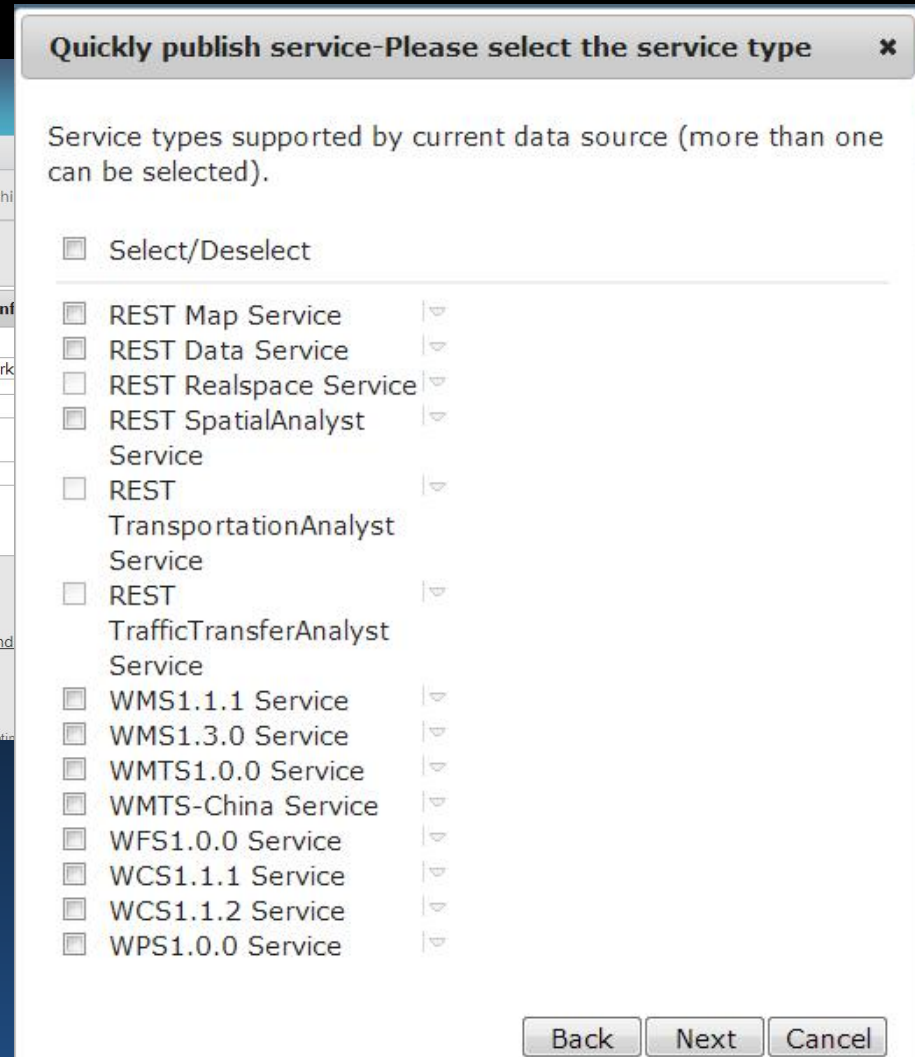 Quickly publish service-Please select the service type
Service types supported by current data source (more than one
can be selected).
Select/Deselect
REST Map Service
REST Data Service
REST Realspace Service
REST SpatialAnalyst
Service
REST
TransportationAnalyst
Service
REST
TrafficTransferAnalyst
Service
WMS1.1.1 Service
WMS1.3.0 Service
WMTS1.0.0 Service
WMTS-China Service
WFS1.0.0 Service
WCS1.1.1 Service
WCS1.1.2 Service
WPS1.0.0 Service
Back Next Cancel